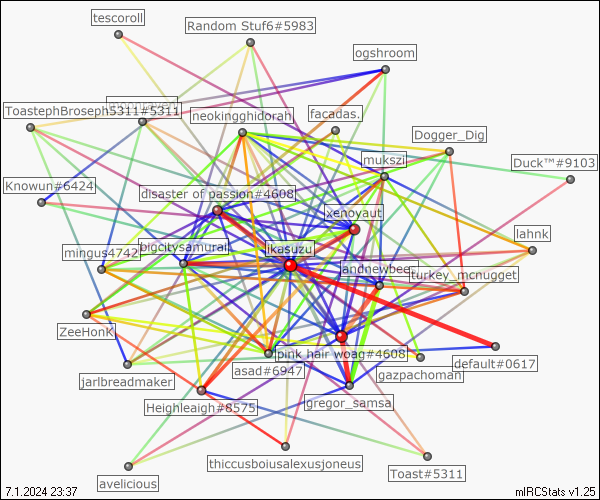 tescoroll
Random Stuf6#5983
ogshroom
ToastephBroseph5311#5311
neokingghidorah
facadas.
Dogger_Dig
mukszi
Duck™#9103
Knowun#6424
disaster of passion#4608
xenoyaut
lahnk
mingus4742
bigcitysamurai
ikasuzu
landnewbees
turkey_mcnugget
ZeeHonK
pink hair woag#4608
default#0617
jarlbreadmaker
asad#6947
gazpachoman
Heighleaigh#8575
gregor_samsa
thiccusboiusalexusjoneus
Toast#5311
avelicious
7.1.2024 23:37
mIRCStats v1.25